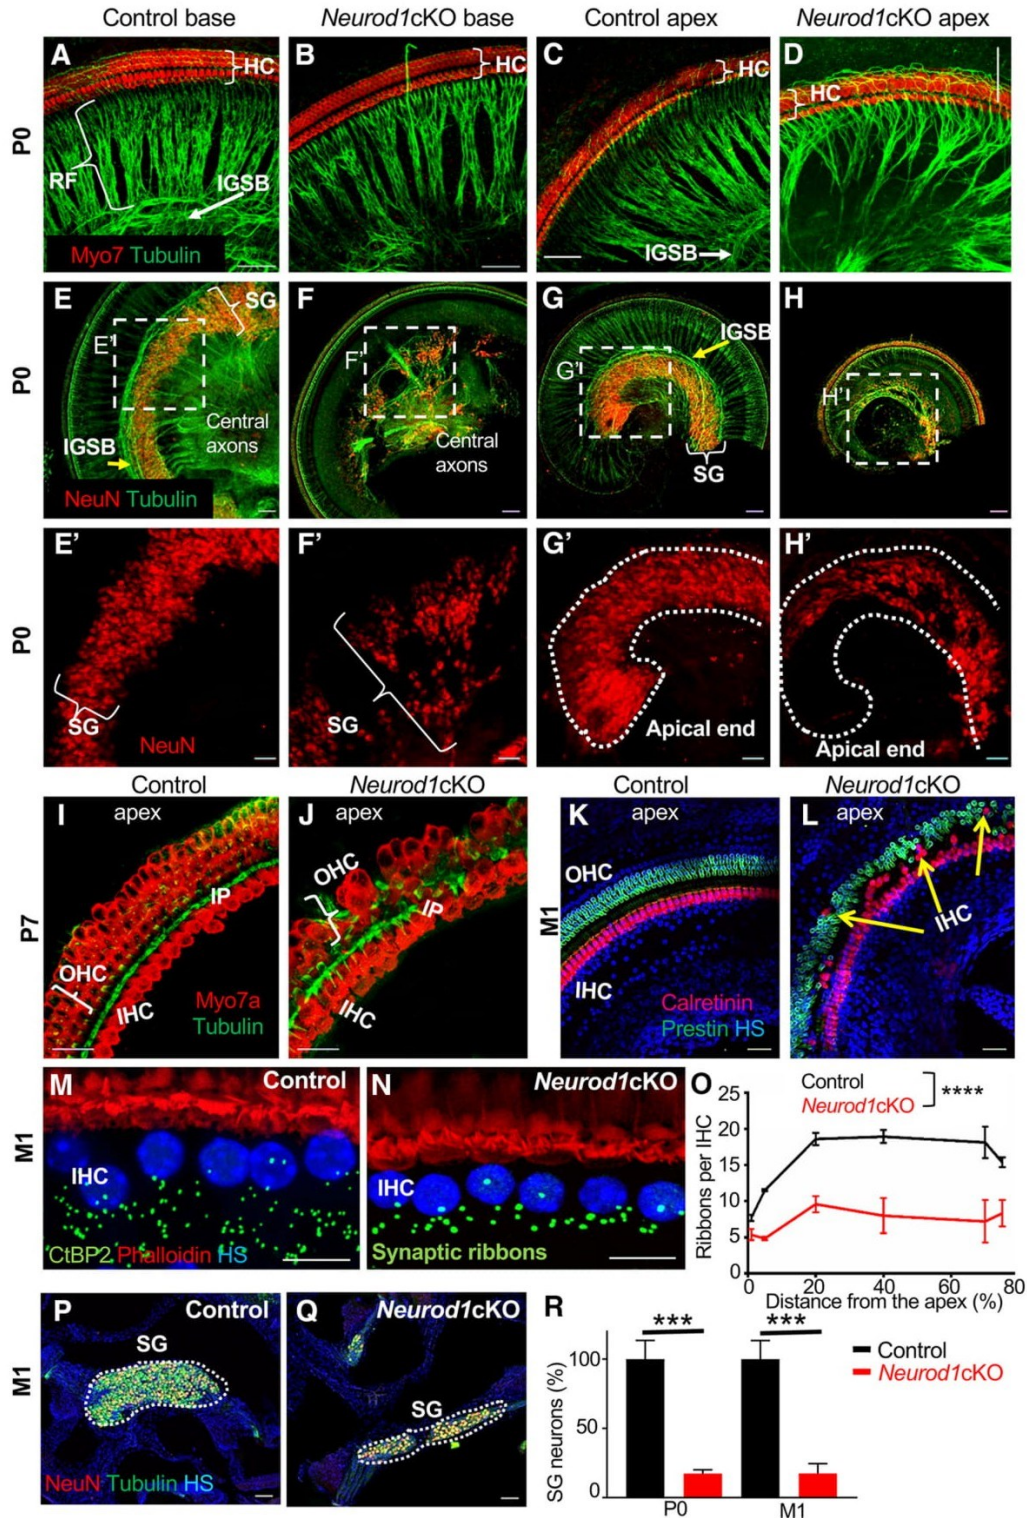 Control base Neurod1cKO base Control apex Neurod1cKO apex
P0
A HC RF IGSB Myo7 Tubulin
B HC
C HC IGSB
D HC
P0
E SG E' Central axons IGSB NeuN Tubulin
F F' Central axons
G IGSB G' SG
H H'
P0
E' SG NeuN
F' SG
G' Apical end
H' Apical end
Control Neurod1cKO Control Neurod1cKO
P7
I apex IP OHC IHC Myo7a Tubulin
J apex OHC IP IHC
M1
K apex OHC IHC Calretinin Prestin HS
L apex IHC
M1
M Control IHC CtBP2 Phalloidin HS
N Neurod1cKO IHC Synaptic ribbons
O Control
Neurod1cKO ****
Ribbons per IHC
25
20
15
10
5
0
0 20 40 60 80
Distance from the apex (%)
M1
P Control SG NeuN Tubulin HS
Q Neurod1cKO SG
R *** ***
Control
Neurod1cKO
SG neurons (%)
100
50
0
P0 M1